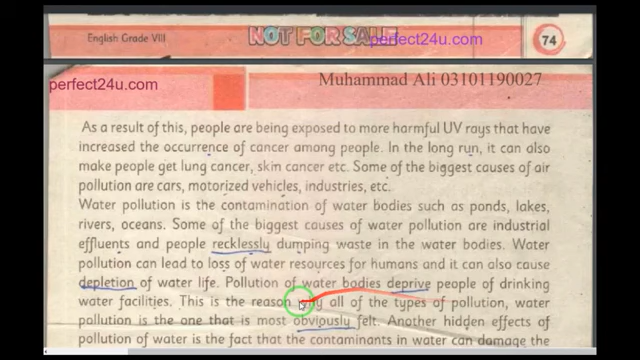 English Grade VIII NOT FOR SALE perfect24u.com 74
perfect24u.com Muhammad Ali 03101190027
As a result of this, people are being exposed to more harmful UV rays that have
increased the occurrence of cancer among people. In the long run, it can also
make people get lung cancer, skin cancer etc. Some of the biggest causes of air
pollution are cars, motorized vehicles, industries, etc.
Water pollution is the contamination of water bodies such as ponds, lakes,
rivers, oceans. Some of the biggest causes of water pollution are industrial
effluents and people recklessly dumping waste in the water bodies. Water
pollution can lead to loss of water resources for humans and it can also cause
depletion of water life. Pollution of water bodies deprive people of drinking
water facilities. This is the reason why all of the types of pollution, water
pollution is the one that is most obviously felt. Another hidden effects of
pollution of water is the fact that the contaminants in water can damage the